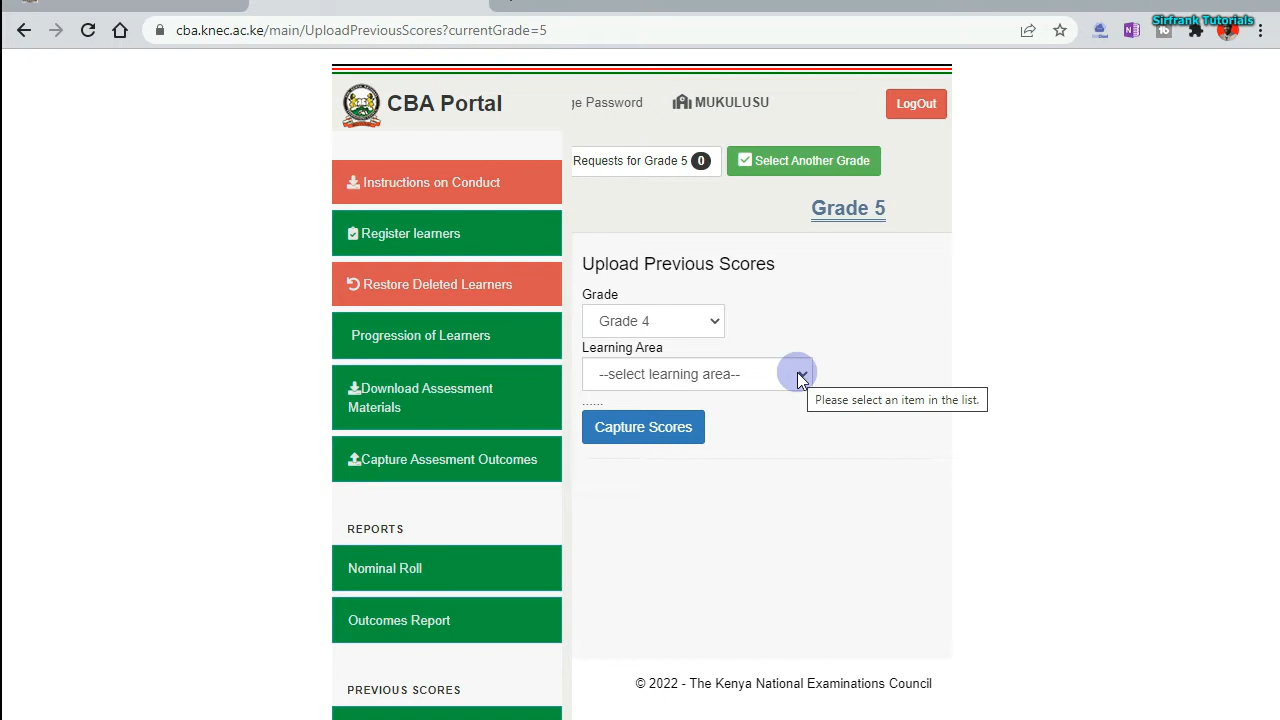 Sirfrank Tutorials
cba.knec.ac.ke/main/UploadPreviousScores?currentGrade=5
CBA Portal
ge Password
MUKULUSU
LogOut
Requests for Grade 5 0
Select Another Grade
Grade 5
Instructions on Conduct
Register learners
Restore Deleted Learners
Progression of Learners
Download Assessment
Materials
Capture Assesment Outcomes
REPORTS
Nominal Roll
Outcomes Report
PREVIOUS SCORES
Upload Previous Scores
Grade
Grade 4
Learning Area
--select learning area--
Please select an item in the list.
......
Capture Scores
© 2022 - The Kenya National Examinations Council